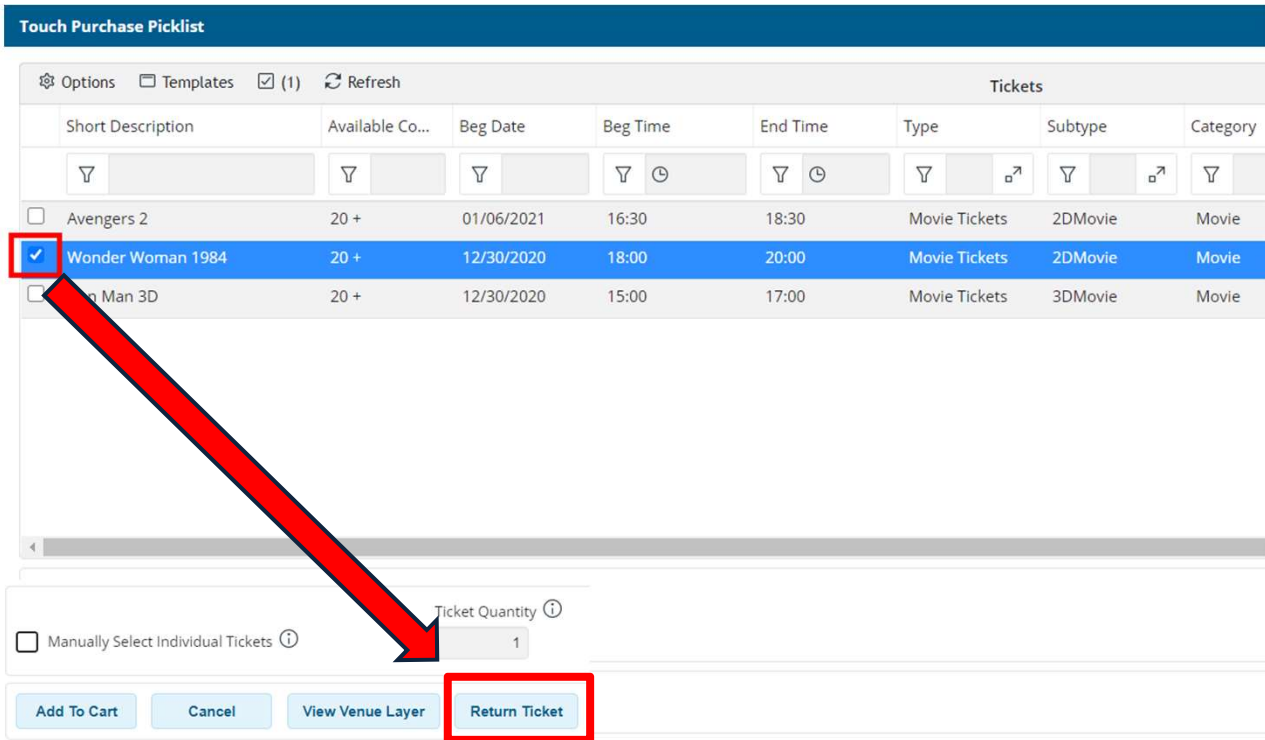 Touch Purchase Picklist
Options Templates (1) Refresh Tickets
Short Description Available Co... Beg Date Beg Time End Time Type Subtype Category
Avengers 2 20 + 01/06/2021 16:30 18:30 Movie Tickets 2DMovie Movie
Wonder Woman 1984 20 + 12/30/2020 18:00 20:00 Movie Tickets 2DMovie Movie
Man 3D 20 + 12/30/2020 15:00 17:00 Movie Tickets 3DMovie Movie
Ticket Quantity
Manually Select Individual Tickets 1
Add To Cart Cancel View Venue Layer Return Ticket